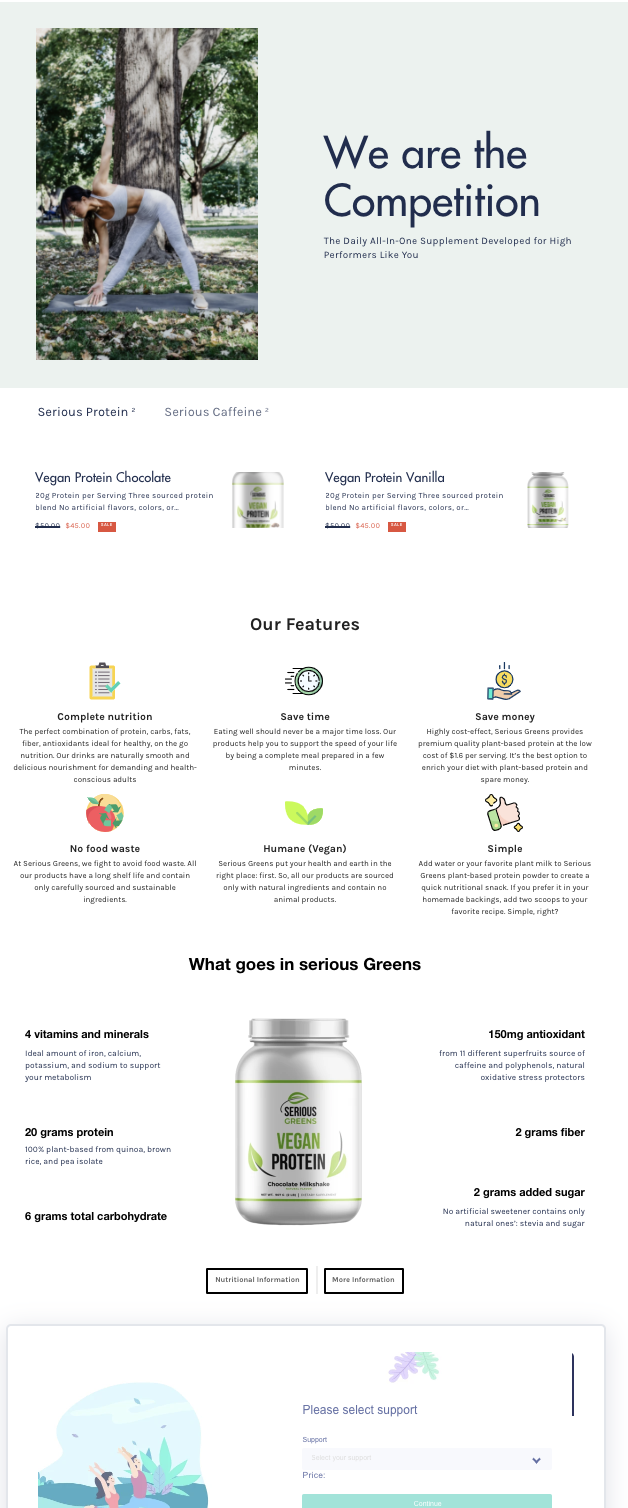 We are the
Competition
The Daily All-In-One Supplement Developed for High
Performers Like You
Serious Protein ²
Serious Caffeine ²
Vegan Protein Chocolate
20g Protein per Serving Three sourced protein
blend No artificial flavors, colors, or...
$50.00 $45.00 SALE
SERIOUS
GREENS
VEGAN
PROTEIN
Vegan Protein Vanilla
20g Protein per Serving Three sourced protein
blend No artificial flavors, colors, or...
$50.00 $45.00 SALE
VEGAN
PROTEIN
Our Features
Complete nutrition
The perfect combination of protein, carbs, fats,
fiber, antioxidants ideal for healthy, on the go
nutrition. Our drinks are naturally smooth and
delicious nourishment for demanding and health-
conscious adults
Save time
Eating well should never be a major time loss. Our
products help you to support the speed of your life
by being a complete meal prepared in a few
minutes.
Save money
Highly cost-effect, Serious Greens provides
premium quality plant-based protein at the low
cost of $1.6 per serving. It's the best option to
enrich your diet with plant-based protein and
spare money.
No food waste
At Serious Greens, we fight to avoid food waste. All
our products have a long shelf life and contain
only carefully sourced and sustainable
ingredients.
Humane (Vegan)
Serious Greens put your health and earth in the
right place: first. So, all our products are sourced
only with natural ingredients and contain no
animal products.
Simple
Add water or your favorite plant milk to Serious
Greens plant-based protein powder to create a
quick nutritional snack. If you prefer it in your
homemade backings, add two scoops to your
favorite recipe. Simple, right?
What goes in serious Greens
4 vitamins and minerals
Ideal amount of iron, calcium,
potassium, and sodium to support
your metabolism
20 grams protein
100% plant-based from quinoa, brown
rice, and pea isolate
6 grams total carbohydrate
SERIOUS
GREENS
VEGAN
PROTEIN
Chocolate Milkshake
150mg antioxidant
from 11 different superfruits source of
caffeine and polyphenols, natural
oxidative stress protectors
2 grams fiber
2 grams added sugar
No artificial sweetener contains only
natural ones': stevia and sugar
Nutritional Information
More Information
Please select support
Support
Select your support
Price:
Continue